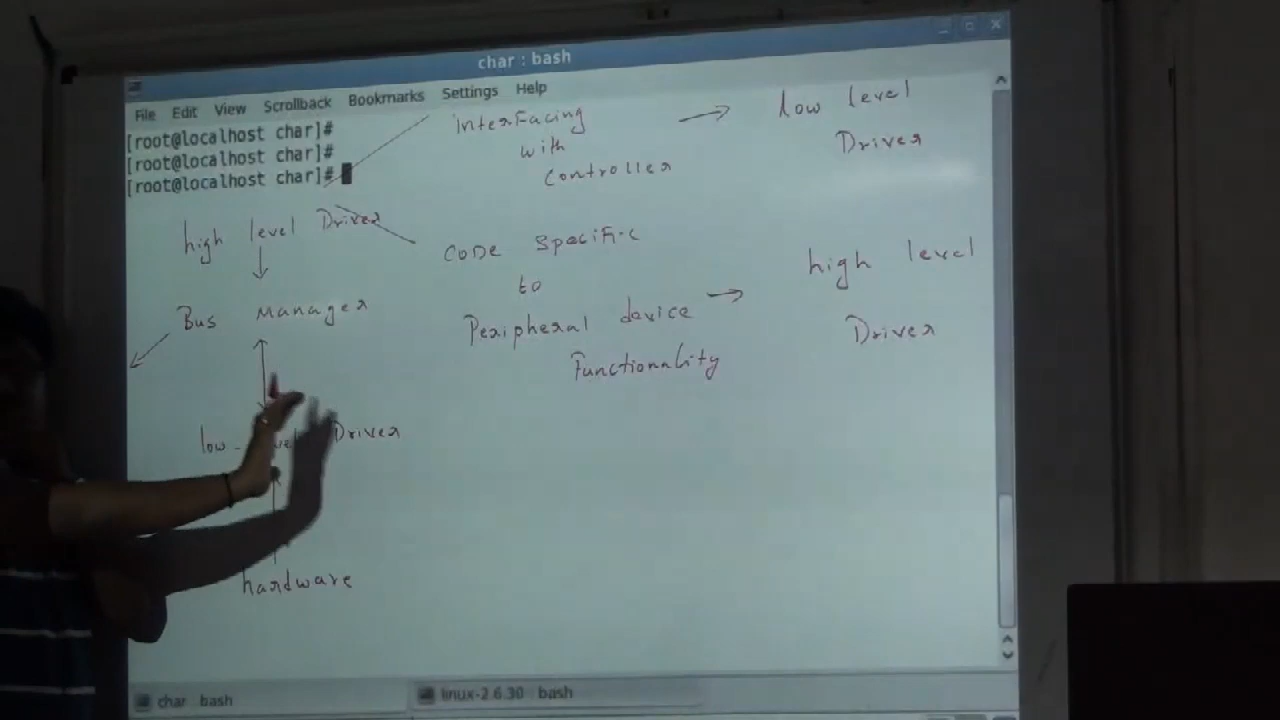 char : bash
File Edit View Scrollback Bookmarks Settings Help
[root@localhost char]#
[root@localhost char]#
[root@localhost char]#
InterFacing
with
Controller
low level
Driver
high level Driver
Bus Manager
low - Driver
hardware
CODE SpeciFic
to
Peripheral device
Functionality
high level
Driver
char : bash
linux-2.6.30 : bash